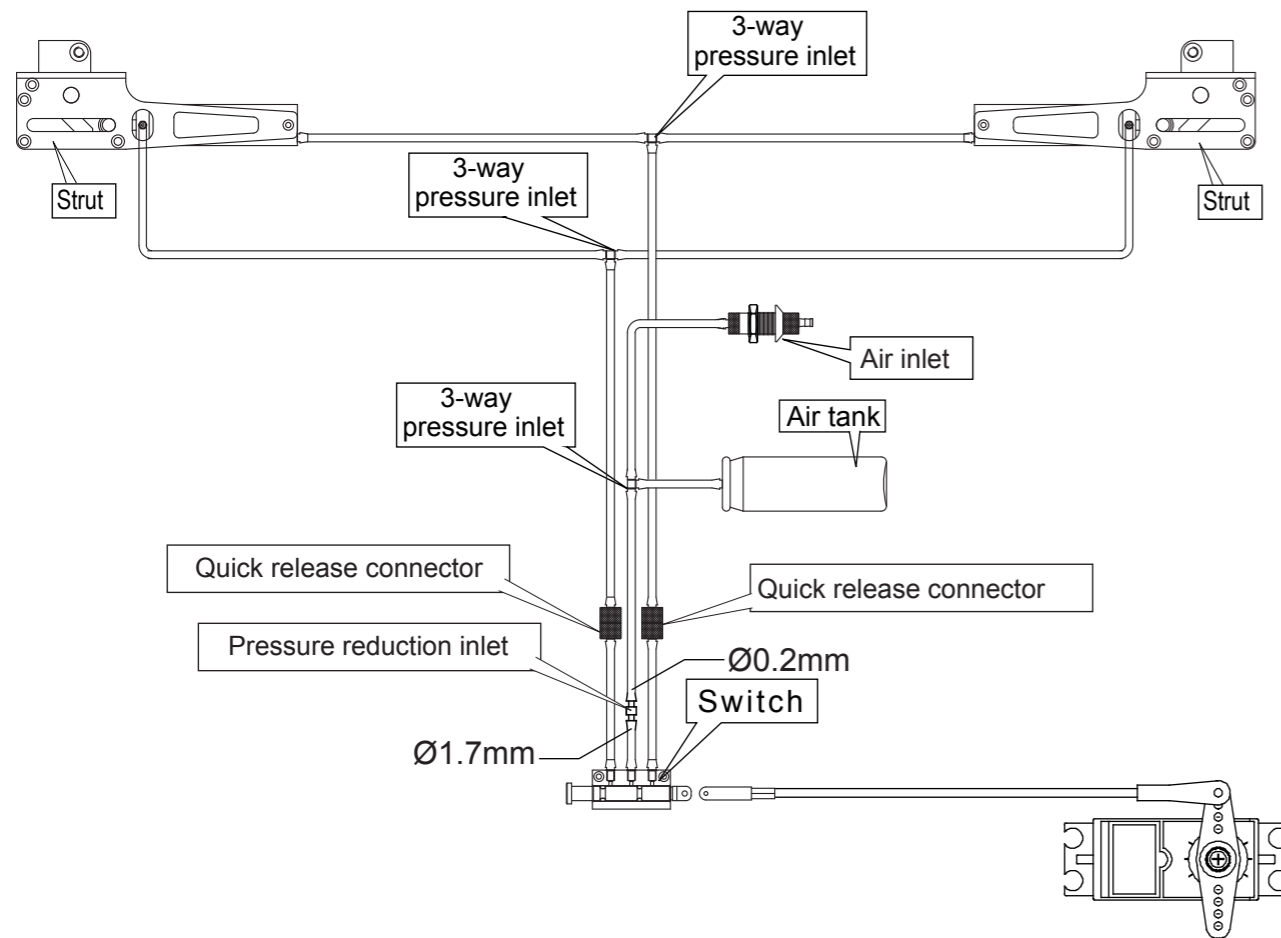 3-way
pressure inlet
3-way
pressure inlet
Strut
Strut
Air inlet
3-way
pressure inlet
Air tank
Quick release connector
Quick release connector
Pressure reduction inlet
Ø0.2mm
Switch
Ø1.7mm